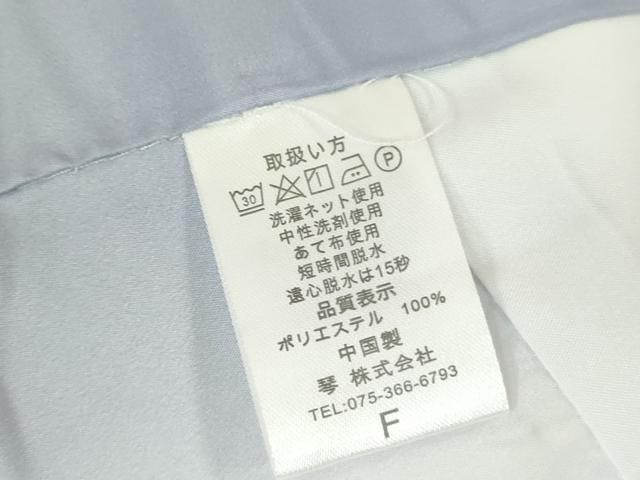 取扱い方
30 P
洗濯ネット使用
中性洗剤使用
あて布使用
短時間脱水
遠心脱水は15秒
品質表示
ポリエステル 100%
中国製
琴 株式会社
TEL:075-366-6793
F